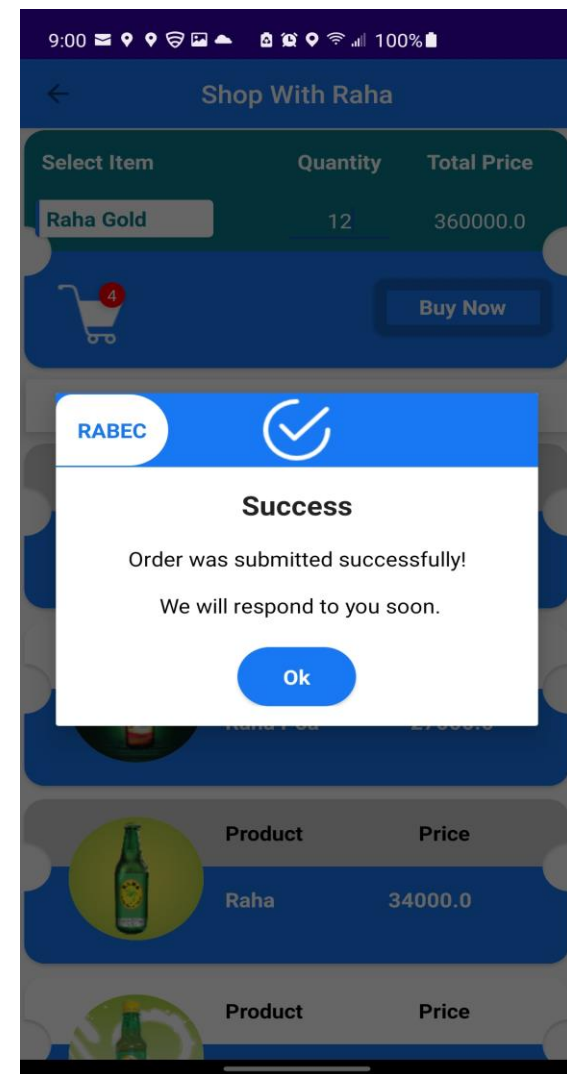 9:00 100%
Shop With Raha
Select Item Quantity Total Price
Raha Gold 12 360000.0
4
Buy Now
RABEC
Success
Order was submitted successfully!
We will respond to you soon.
Ok
Product Price
Raha 34000.0
Product Price